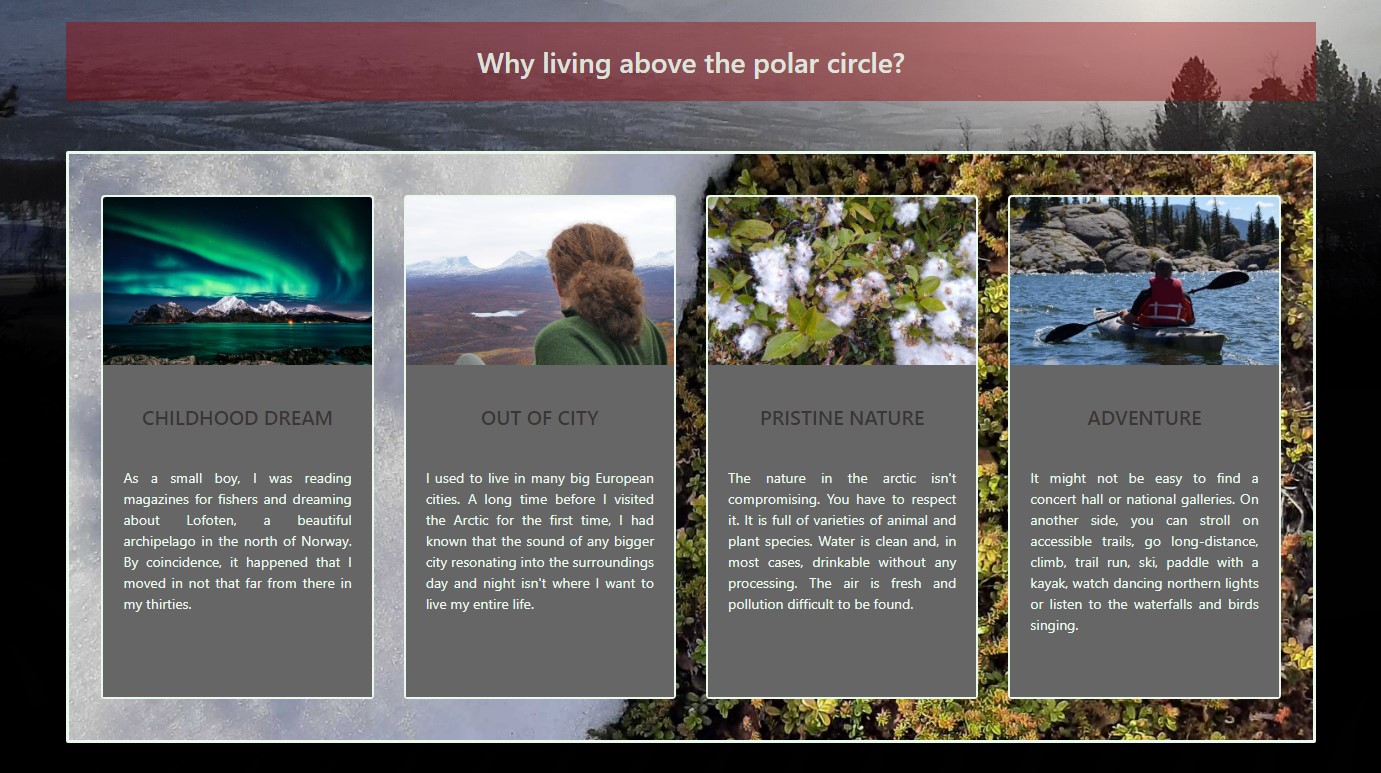 Why living above the polar circle?
CHILDHOOD DREAM
As a small boy, I was reading
magazines for fishers and dreaming
about Lofoten, a beautiful
archipelago in the north of Norway.
By coincidence, it happened that I
moved in not that far from there in
my thirties.
OUT OF CITY
I used to live in many big European
cities. A long time before I visited
the Arctic for the first time, I had
known that the sound of any bigger
city resonating into the surroundings
day and night isn't where I want to
live my entire life.
PRISTINE NATURE
The nature in the arctic isn't
compromising. You have to respect
it. It is full of varieties of animal and
plant species. Water is clean and, in
most cases, drinkable without any
processing. The air is fresh and
pollution difficult to be found.
ADVENTURE
It might not be easy to find a
concert hall or national galleries. On
another side, you can stroll on
accessible trails, go long-distance,
climb, trail run, ski, paddle with a
kayak, watch dancing northern lights
or listen to the waterfalls and birds
singing.